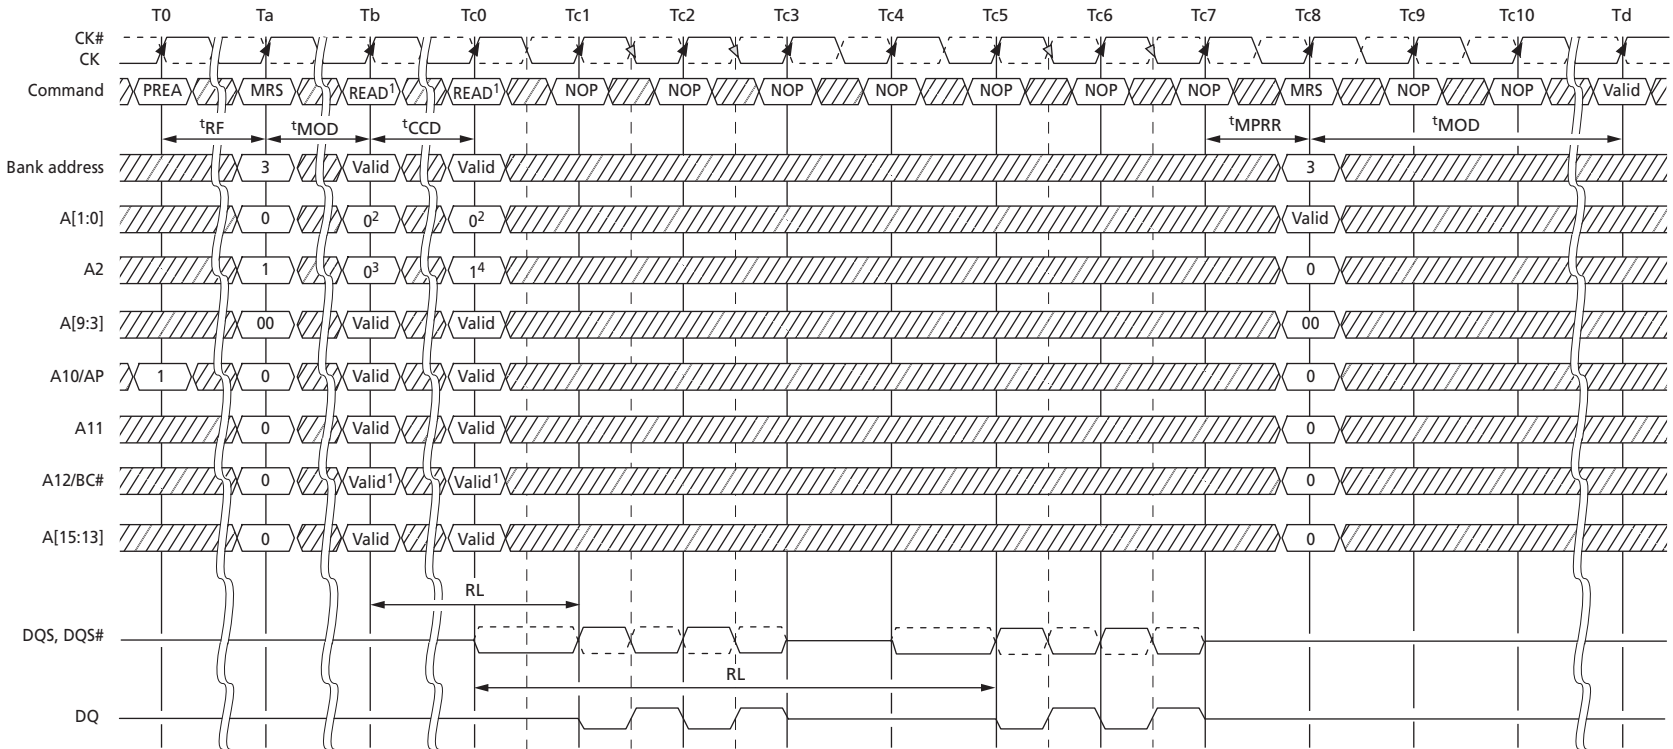 T0 Ta Tb Tc0 Tc1 Tc2 Tc3 Tc4 Tc5 Tc6 Tc7 Tc8 Tc9 Tc10 Td
CK#
CK
Command PREA MRS READ¹ READ¹ NOP NOP NOP NOP NOP NOP NOP MRS NOP NOP Valid
ᵗRF ᵗMOD ᵗCCD ᵗMPRR ᵗMOD
Bank address 3 Valid Valid 3
A[1:0] 0 0² 0² Valid
A2 1 0³ 1⁴ 0
A[9:3] 00 Valid Valid 00
A10/AP 1 0 Valid Valid 0
A11 0 Valid Valid 0
A12/BC# 0 Valid¹ Valid¹ 0
A[15:13] 0 Valid Valid 0
RL
DQS, DQS#
RL
DQ